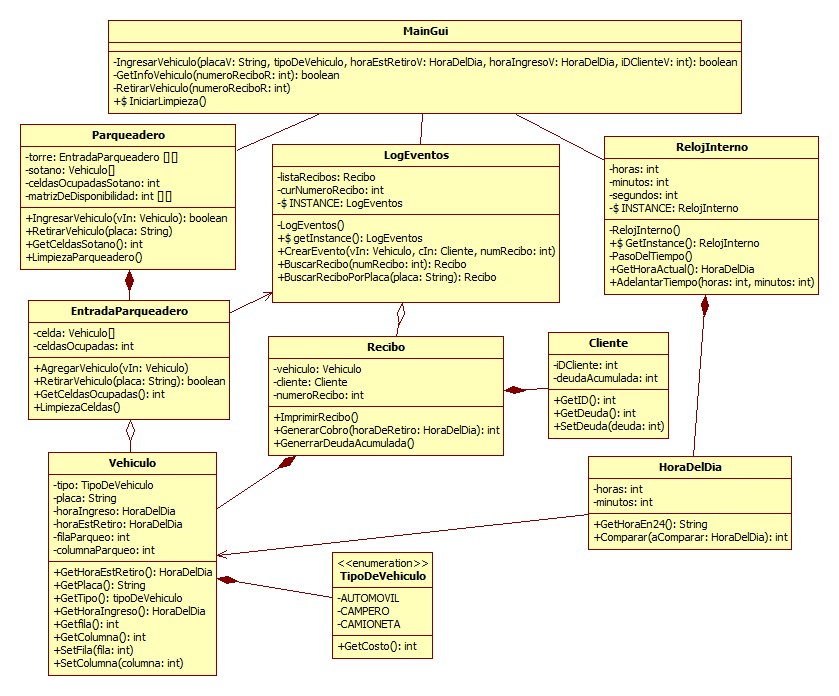 MainGui
-IngresarVehiculo(placaV: String, tipoDeVehiculo, horaEstRetiroV: HoraDelDia, horaIngresoV: HoraDelDia, iDClienteV: int): boolean
-GetInfoVehiculo(numeroReciboR: int): boolean
-RetirarVehiculo(numeroReciboR: int)
+$ IniciarLimpieza()
Parqueadero
-torre: EntradaParqueadero [][]
-sotano: Vehiculo[]
-celdasOcupadasSotano: int
-matrizDeDisponibilidad: int [][]
+IngresarVehiculo(vIn: Vehiculo): boolean
+RetirarVehiculo(placa: String)
+GetCeldasSotano(): int
+LimpiezaParqueadero()
LogEventos
-listaRecibos: Recibo
-curNumeroRecibo: int
-$ INSTANCE: LogEventos
-LogEventos()
+$ getInstance(): LogEventos
+CrearEvento(vIn: Vehiculo, cIn: Cliente, numRecibo: int)
+BuscarRecibo(numRecibo: int): Recibo
+BuscarReciboPorPlaca(placa: String): Recibo
RelojInterno
-horas: int
-minutos: int
-segundos: int
-$ INSTANCE: RelojInterno
-RelojInterno()
+$ GetInstance(): RelojInterno
-PasoDelTiempo()
+GetHoraActual(): HoraDelDia
+AdelantarTiempo(horas: int, minutos: int)
EntradaParqueadero
-celda: Vehiculo[]
-celdasOcupadas: int
+AgregarVehiculo(vIn: Vehiculo)
+RetirarVehiculo(placa: String): boolean
+GetCeldasOcupadas(): int
+LimpiezaCeldas()
Recibo
-vehiculo: Vehiculo
-cliente: Cliente
-numeroRecibo: int
+ImprimirRecibo()
+GenerarCobro(horaDeRetiro: HoraDelDia): int
+GenerrarDeudaAcumulada()
Cliente
-iDCliente: int
-deudaAcumulada: int
+GetID(): int
+GetDeuda(): int
+SetDeuda(deuda: int)
Vehiculo
-tipo: TipoDeVehiculo
-placa: String
-horaIngreso: HoraDelDia
-horaEstRetiro: HoraDelDia
-filaParqueo: int
-columnaParqueo: int
+GetHoraEstRetiro(): HoraDelDia
+GetPlaca(): String
+GetTipo(): tipoDeVehiculo
+GetHoraIngreso(): HoraDelDia
+Getfila(): int
+GetColumna(): int
+SetFila(fila: int)
+SetColumna(columna: int)
HoraDelDia
-horas: int
-minutos: int
+GetHoraEn24(): String
+Comparar(aComparar: HoraDelDia): int
<<enumeration>>
TipoDeVehiculo
-AUTOMOVIL
-CAMPERO
-CAMIONETA
+GetCosto(): int